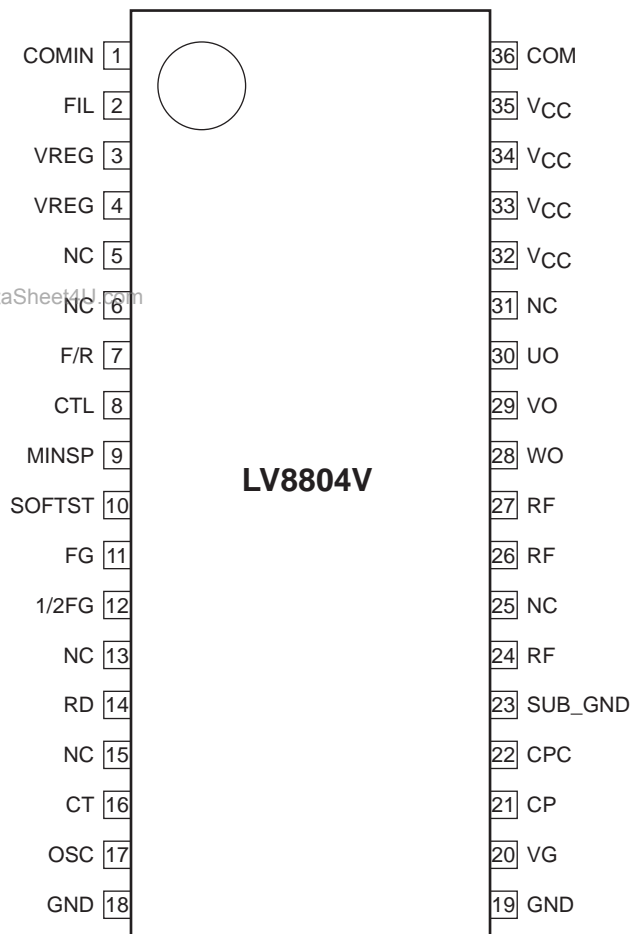 COMIN 1 36 COM
FIL 2 35 VCC
VREG 3 34 VCC
VREG 4 33 VCC
NC 5 32 VCC
taSheet4U.com
NC 6 31 NC
F/R 7 30 UO
CTL 8 29 VO
MINSP 9 28 WO
LV8804V
SOFTST 10 27 RF
FG 11 26 RF
1/2FG 12 25 NC
NC 13 24 RF
RD 14 23 SUB_GND
NC 15 22 CPC
CT 16 21 CP
OSC 17 20 VG
GND 18 19 GND